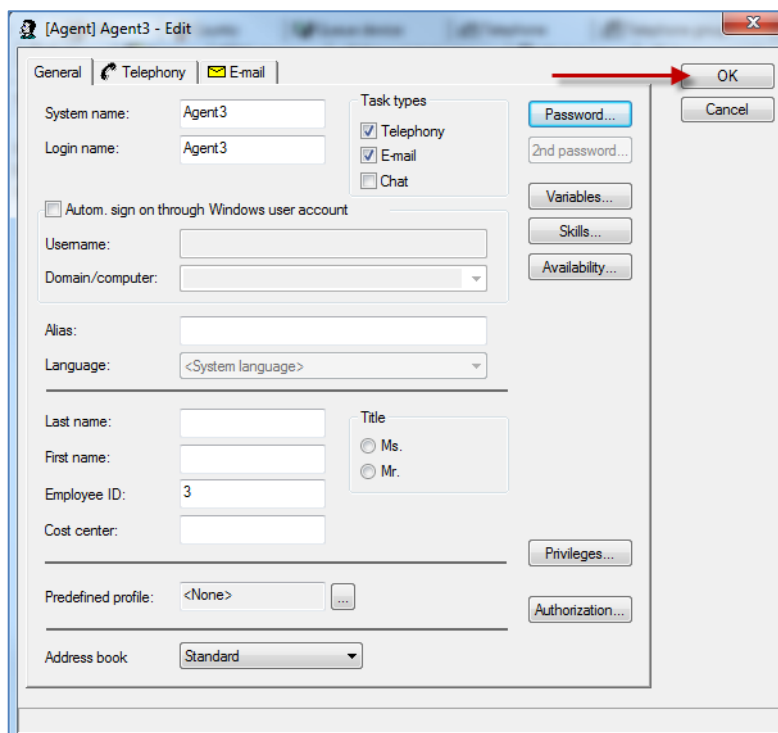 [Agent] Agent3 - Edit
OK
Cancel
General
Telephony
E-mail
System name: Agent3
Login name: Agent3
Task types
Telephony
E-mail
Chat
Password...
2nd password...
Variables...
Skills...
Availability...
Autom. sign on through Windows user account
Username:
Domain/computer:
Alias:
Language: <System language>
Last name:
First name:
Employee ID: 3
Cost center:
Title
Ms.
Mr.
Privileges...
Predefined profile: <None> ...
Authorization...
Address book Standard